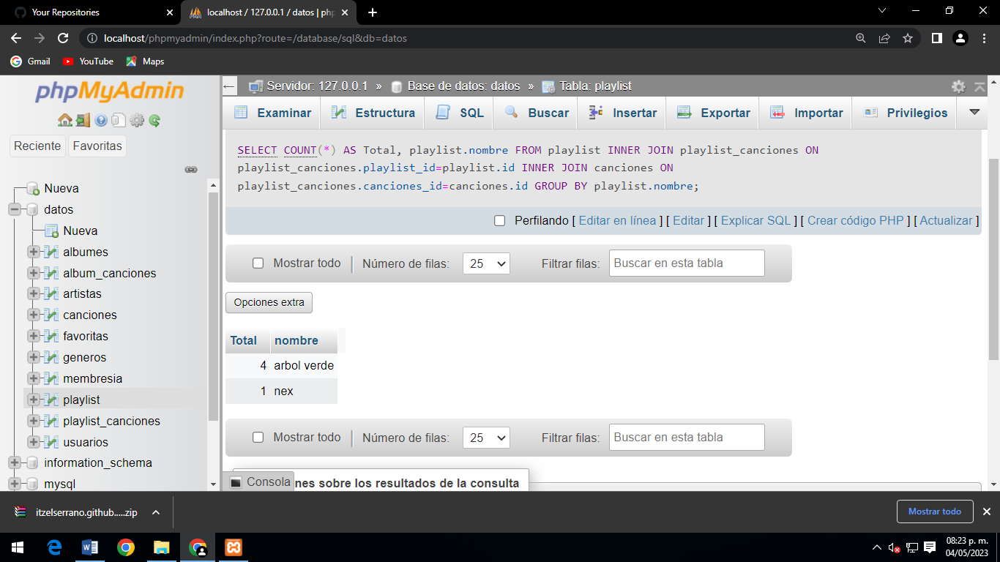 Your Repositories
localhost / 127.0.0.1 / datos | php
localhost/phpmyadmin/index.php?route=/database/sql&db=datos
Gmail YouTube Maps
phpMyAdmin
Reciente Favoritas
Nueva
datos
Nueva
albumes
album_canciones
artistas
canciones
favoritas
generos
membresia
playlist
playlist_canciones
usuarios
information_schema
mysql
Servidor: 127.0.0.1 » Base de datos: datos » Tabla: playlist
Examinar Estructura SQL Buscar Insertar Exportar Importar Privilegios
SELECT COUNT(*) AS Total, playlist.nombre FROM playlist INNER JOIN playlist_canciones ON
playlist_canciones.playlist_id=playlist.id INNER JOIN canciones ON
playlist_canciones.canciones_id=canciones.id GROUP BY playlist.nombre;
Perfilando [ Editar en línea ] [ Editar ] [ Explicar SQL ] [ Crear código PHP ] [ Actualizar ]
Mostrar todo Número de filas: 25 Filtrar filas: Buscar en esta tabla
Opciones extra
Total nombre
4 arbol verde
1 nex
Mostrar todo Número de filas: 25 Filtrar filas: Buscar en esta tabla
Consola nes sobre los resultados de la consulta
itzelserrano.github.....zip
Mostrar todo
08:23 p. m.
04/05/2023